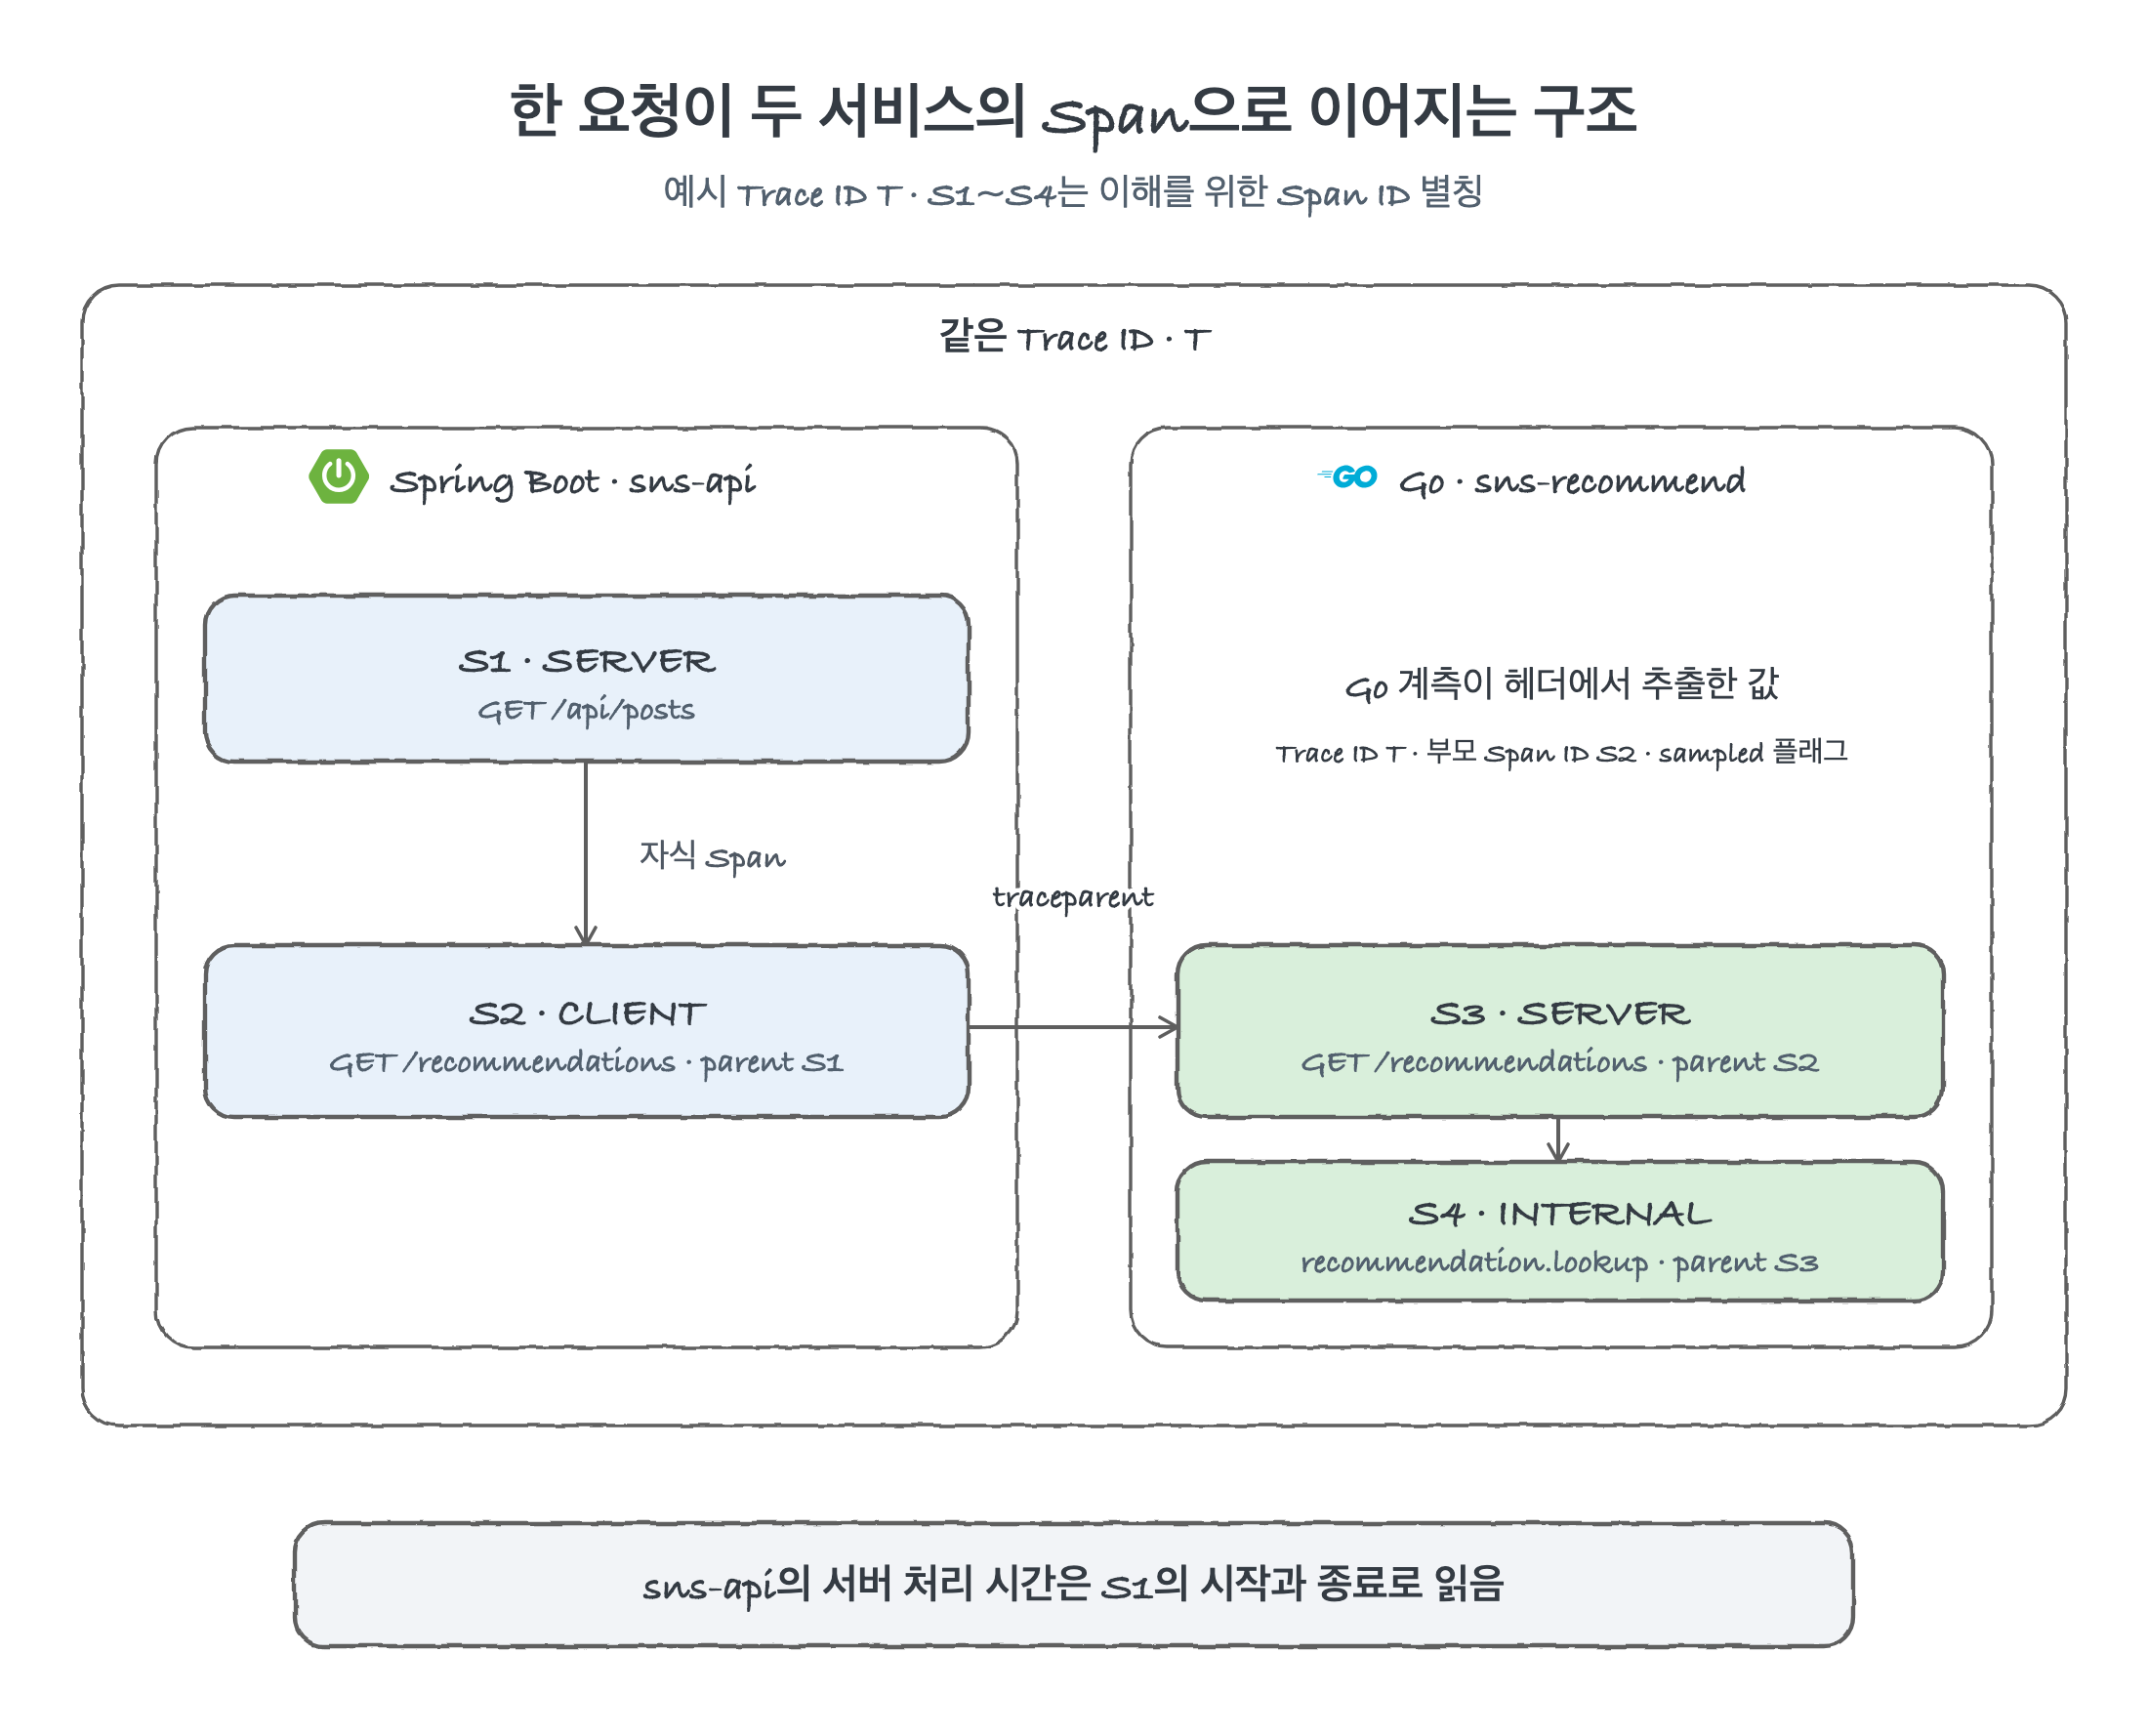 한 요청이 두 서비스의 Span으로 이어지는 구조
예시 Trace ID T · S1~S4는 이해를 위한 Span ID 별칭
같은 Trace ID · T
Spring Boot · sns-api
S1 · SERVER
GET /api/posts
자식 Span
S2 · CLIENT
GET /recommendations · parent S1
traceparent
GO
Go · sns-recommend
Go 계측이 헤더에서 추출한 값
Trace ID T · 부모 Span ID S2 · sampled 플래그
S3 · SERVER
GET /recommendations · parent S2
S4 · INTERNAL
recommendation.lookup · parent S3
sns-api의 서버 처리 시간은 S1의 시작과 종료로 읽음